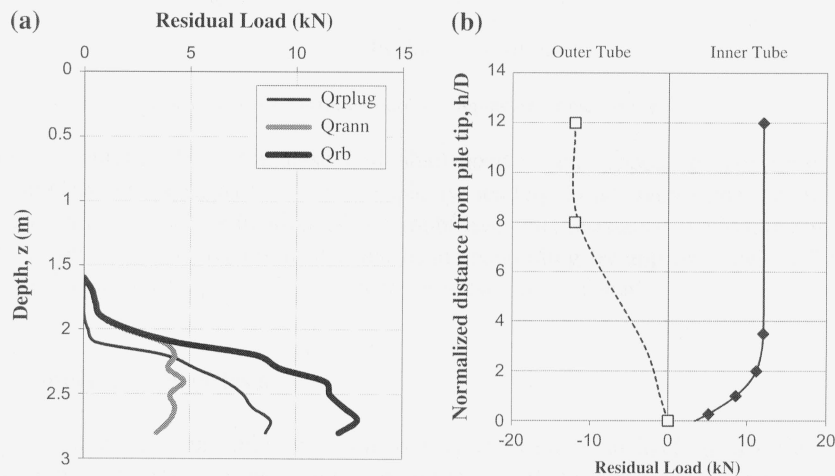 (a)
Residual Load (kN)
0 5 10 15
0
0.5
1
1.5
2
2.5
3
Depth, z (m)
Qrplug
Qrann
Qrb
(b)
Outer Tube Inner Tube
14
12
10
8
6
4
2
0
Normalized distance from pile tip, h/D
-20 -10 0 10 20
Residual Load (kN)